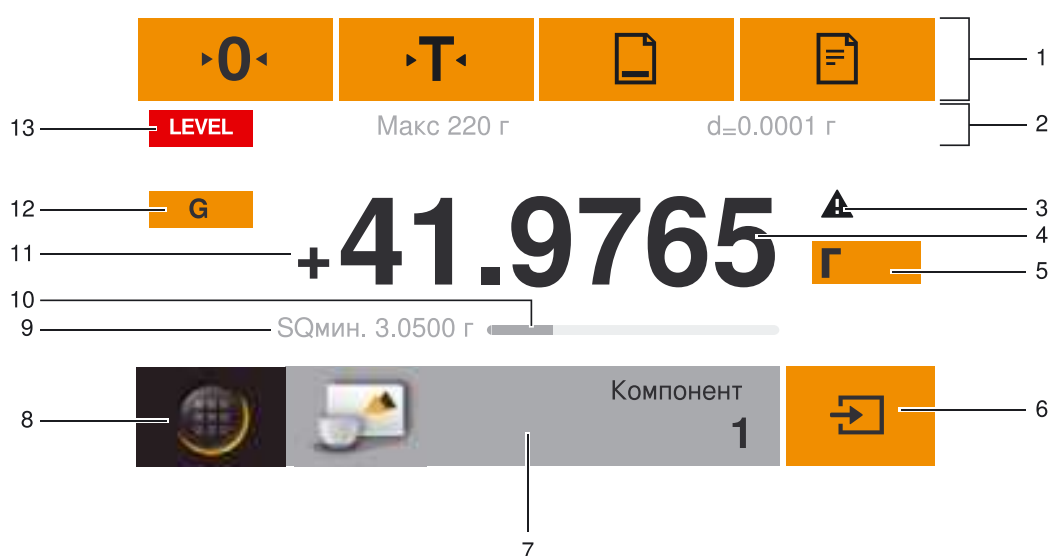 ▸0◂ ▸T◂
1
LEVEL Макс 220 г d=0.0001 г
13 2
G
12 3
+41.9765
11 4
г 5
10
9 SQмин. 3.0500 г
Компонент
8 6
1
7